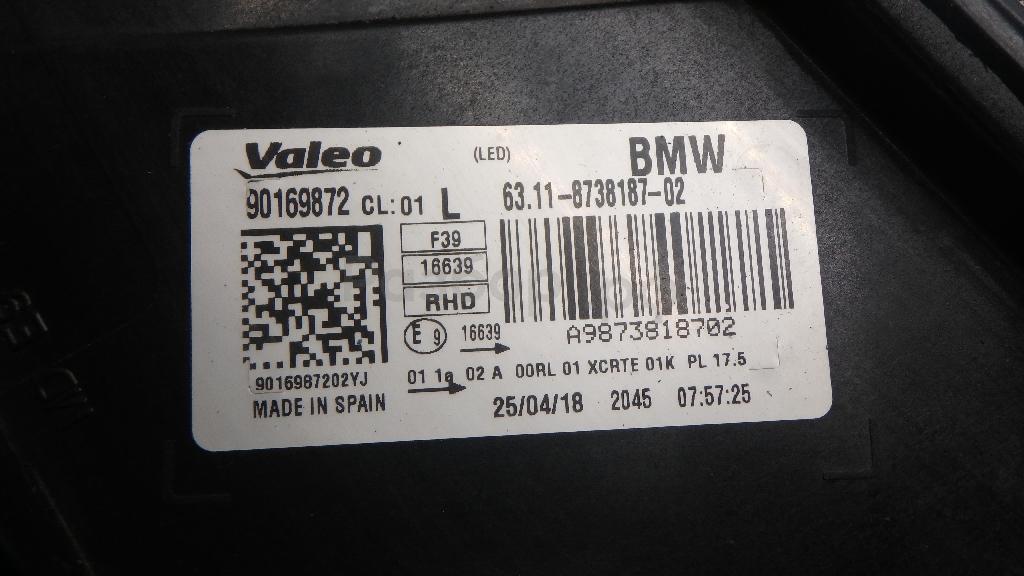 Valeo (LED) BMW
90169872 CL: 01 L 63.11-8738187-02
F39
16639
RHD
E 9 16639
A9873818702
9016987202YJ 01 1a 02 A 00RL 01 XCRTE 01K PL 17.5
MADE IN SPAIN 25/04/18 2045 07:57:25